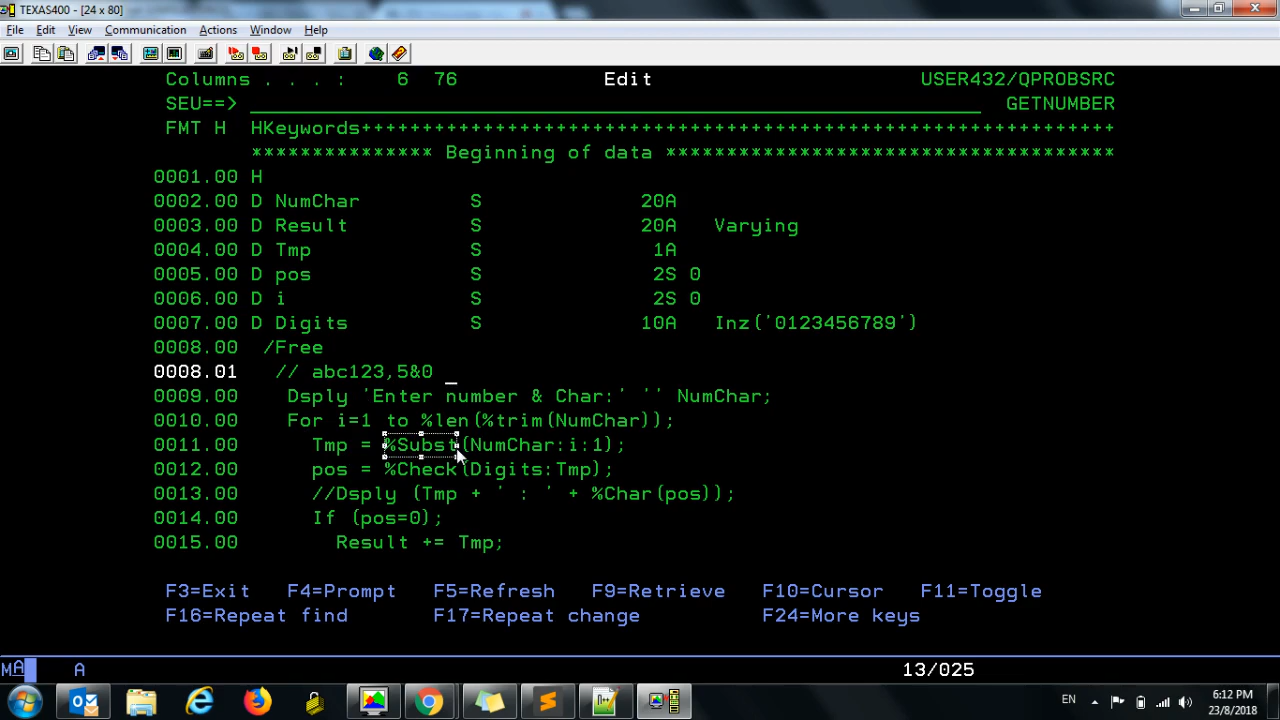 TEXAS400 - [24 x 80]
File Edit View Communication Actions Window Help
Columns . . . : 6 76 Edit USER432/QPROBSRC
SEU==> GETNUMBER
FMT H HKeywords++++++++++++++++++++++++++++++++++++++++++++++++++++++++++++++
*************** Beginning of data *************************************
0001.00 H
0002.00 D NumChar S 20A
0003.00 D Result S 20A Varying
0004.00 D Tmp S 1A
0005.00 D pos S 2S 0
0006.00 D i S 2S 0
0007.00 D Digits S 10A Inz('0123456789')
0008.00 /Free
0008.01 // abc123,5&0 _
0009.00 Dsply 'Enter number & Char:' '' NumChar;
0010.00 For i=1 to %len(%trim(NumChar));
0011.00 Tmp = %Subst(NumChar:i:1);
0012.00 pos = %Check(Digits:Tmp);
0013.00 //Dsply (Tmp + ' : ' + %Char(pos));
0014.00 If (pos=0);
0015.00 Result += Tmp;
F3=Exit F4=Prompt F5=Refresh F9=Retrieve F10=Cursor F11=Toggle
F16=Repeat find F17=Repeat change F24=More keys
MA A 13/025
EN 6:12 PM
23/8/2018